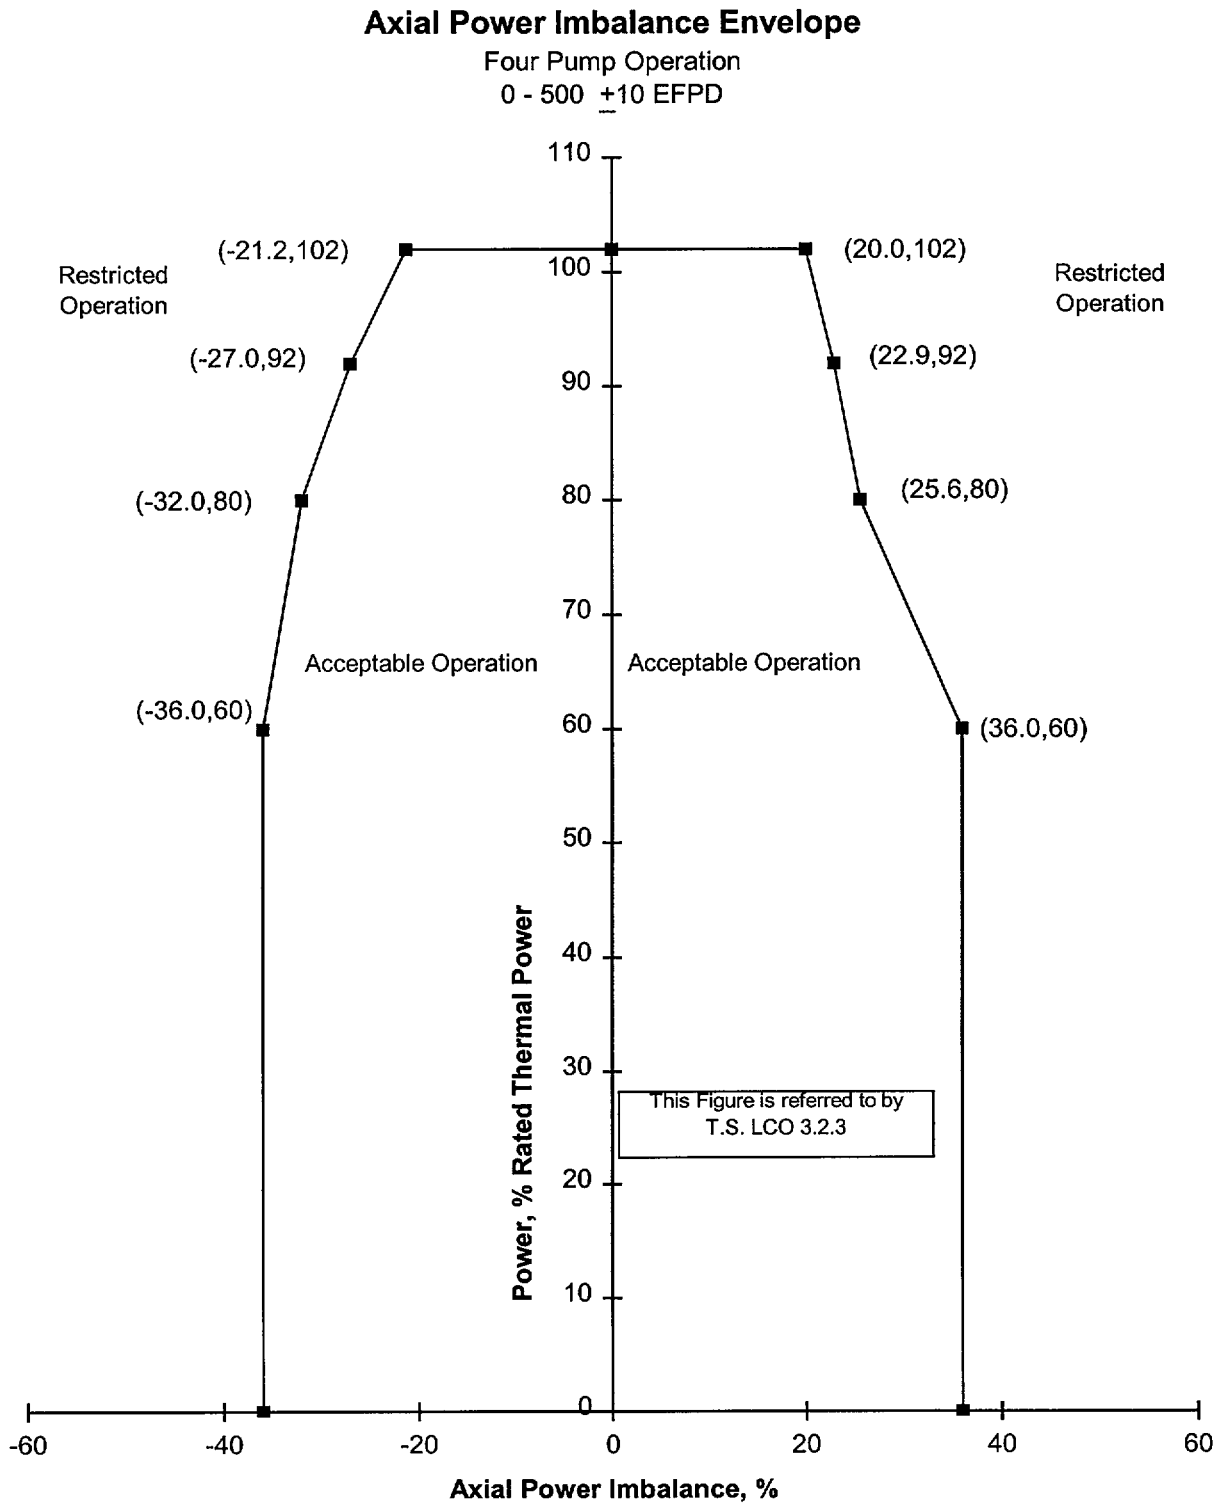 Axial Power Imbalance Envelope
Four Pump Operation
0 - 500 ±10 EFPD
110
(-21.2,102)
(20.0,102)
100
Restricted
Operation
Restricted
Operation
(-27.0,92)
(22.9,92)
90
(-32.0,80)
80
(25.6,80)
70
Acceptable Operation
Acceptable Operation
(-36.0,60)
60
(36.0,60)
50
40
Power, % Rated Thermal Power
30
This Figure is referred to by
T.S. LCO 3.2.3
20
10
0
-60 -40 -20 0 20 40 60
Axial Power Imbalance, %